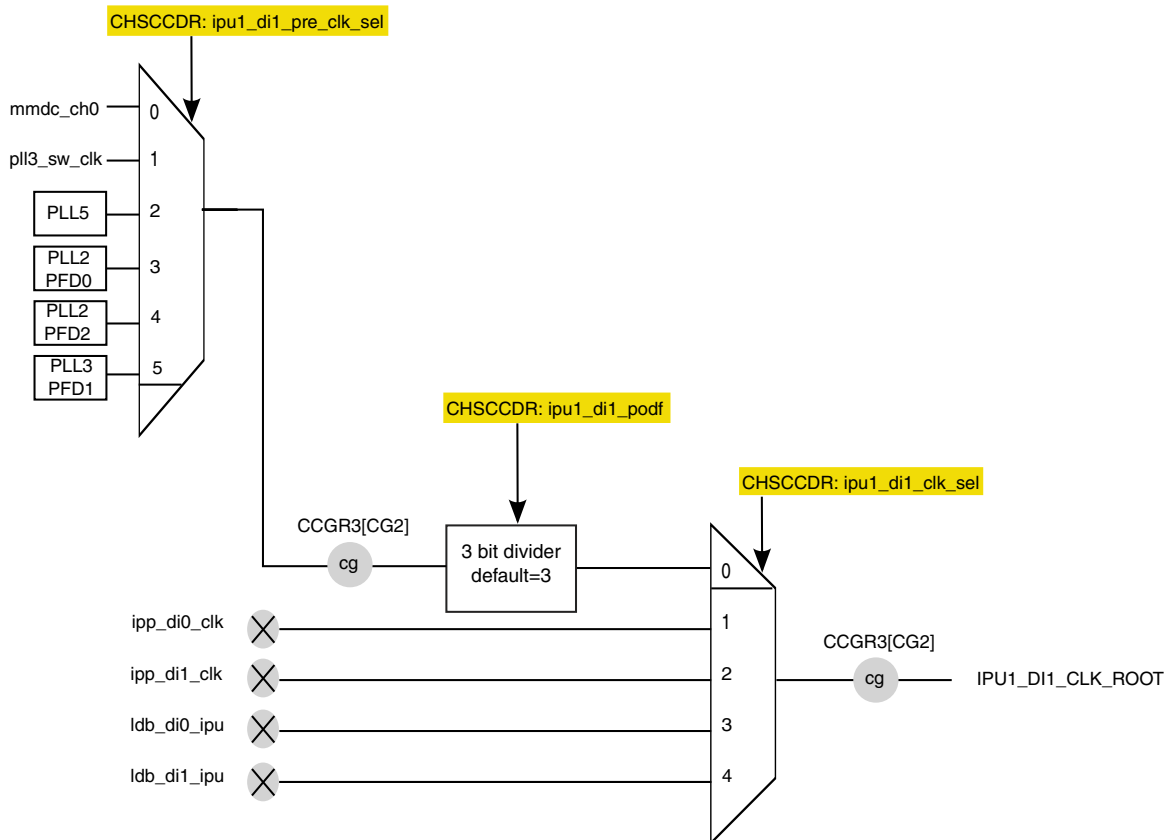 CHSCCDR: ipu1_di1_pre_clk_sel
mmdc_ch0
0
pll3_sw_clk
1
PLL5
2
PLL2
PFD0
3
PLL2
PFD2
4
PLL3
PFD1
5
CHSCCDR: ipu1_di1_podf
CHSCCDR: ipu1_di1_clk_sel
CCGR3[CG2]
cg
3 bit divider
default=3
0
ipp_di0_clk
1
ipp_di1_clk
2
ldb_di0_ipu
3
ldb_di1_ipu
4
CCGR3[CG2]
cg
IPU1_DI1_CLK_ROOT